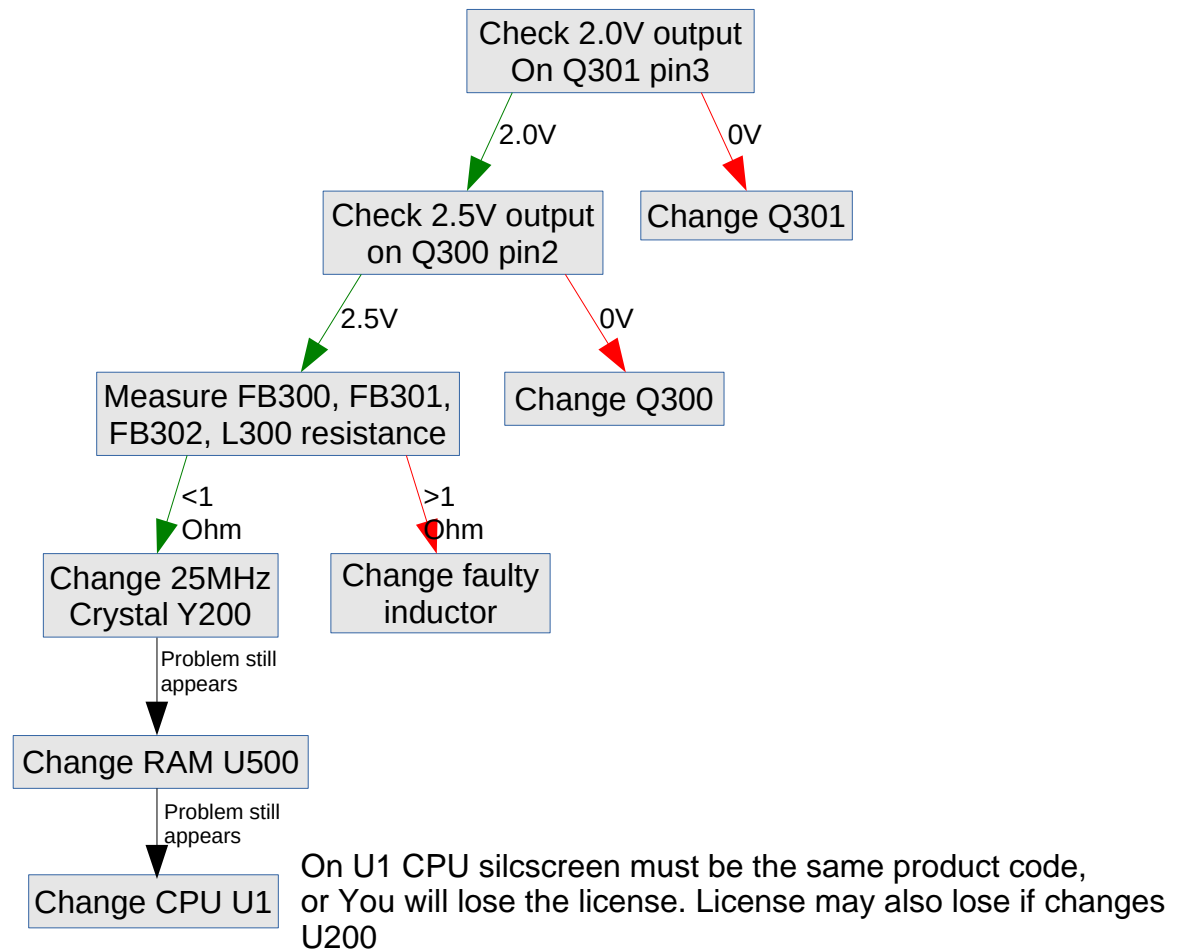 Check 2.0V output
On Q301 pin3
2.0V
0V
Check 2.5V output
on Q300 pin2
Change Q301
2.5V
0V
Measure FB300, FB301,
FB302, L300 resistance
Change Q300
<1
Ohm
>1
Ohm
Change 25MHz
Crystal Y200
Change faulty
inductor
Problem still
appears
Change RAM U500
Problem still
appears
Change CPU U1
On U1 CPU silcscreen must be the same product code,
or You will lose the license. License may also lose if changes
U200